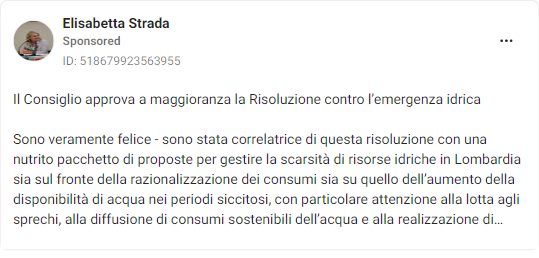 Elisabetta Strada
Sponsored
ID: 518679923563955
Il Consiglio approva a maggioranza la Risoluzione contro l’emergenza idrica
Sono veramente felice - sono stata correlatrice di questa risoluzione con una
nutrito pacchetto di proposte per gestire la scarsità di risorse idriche in Lombardia
sia sul fronte della razionalizzazione dei consumi sia su quello dell’aumento della
disponibilità di acqua nei periodi siccitosi, con particolare attenzione alla lotta agli
sprechi, alla diffusione di consumi sostenibili dell’acqua e alla realizzazione di…